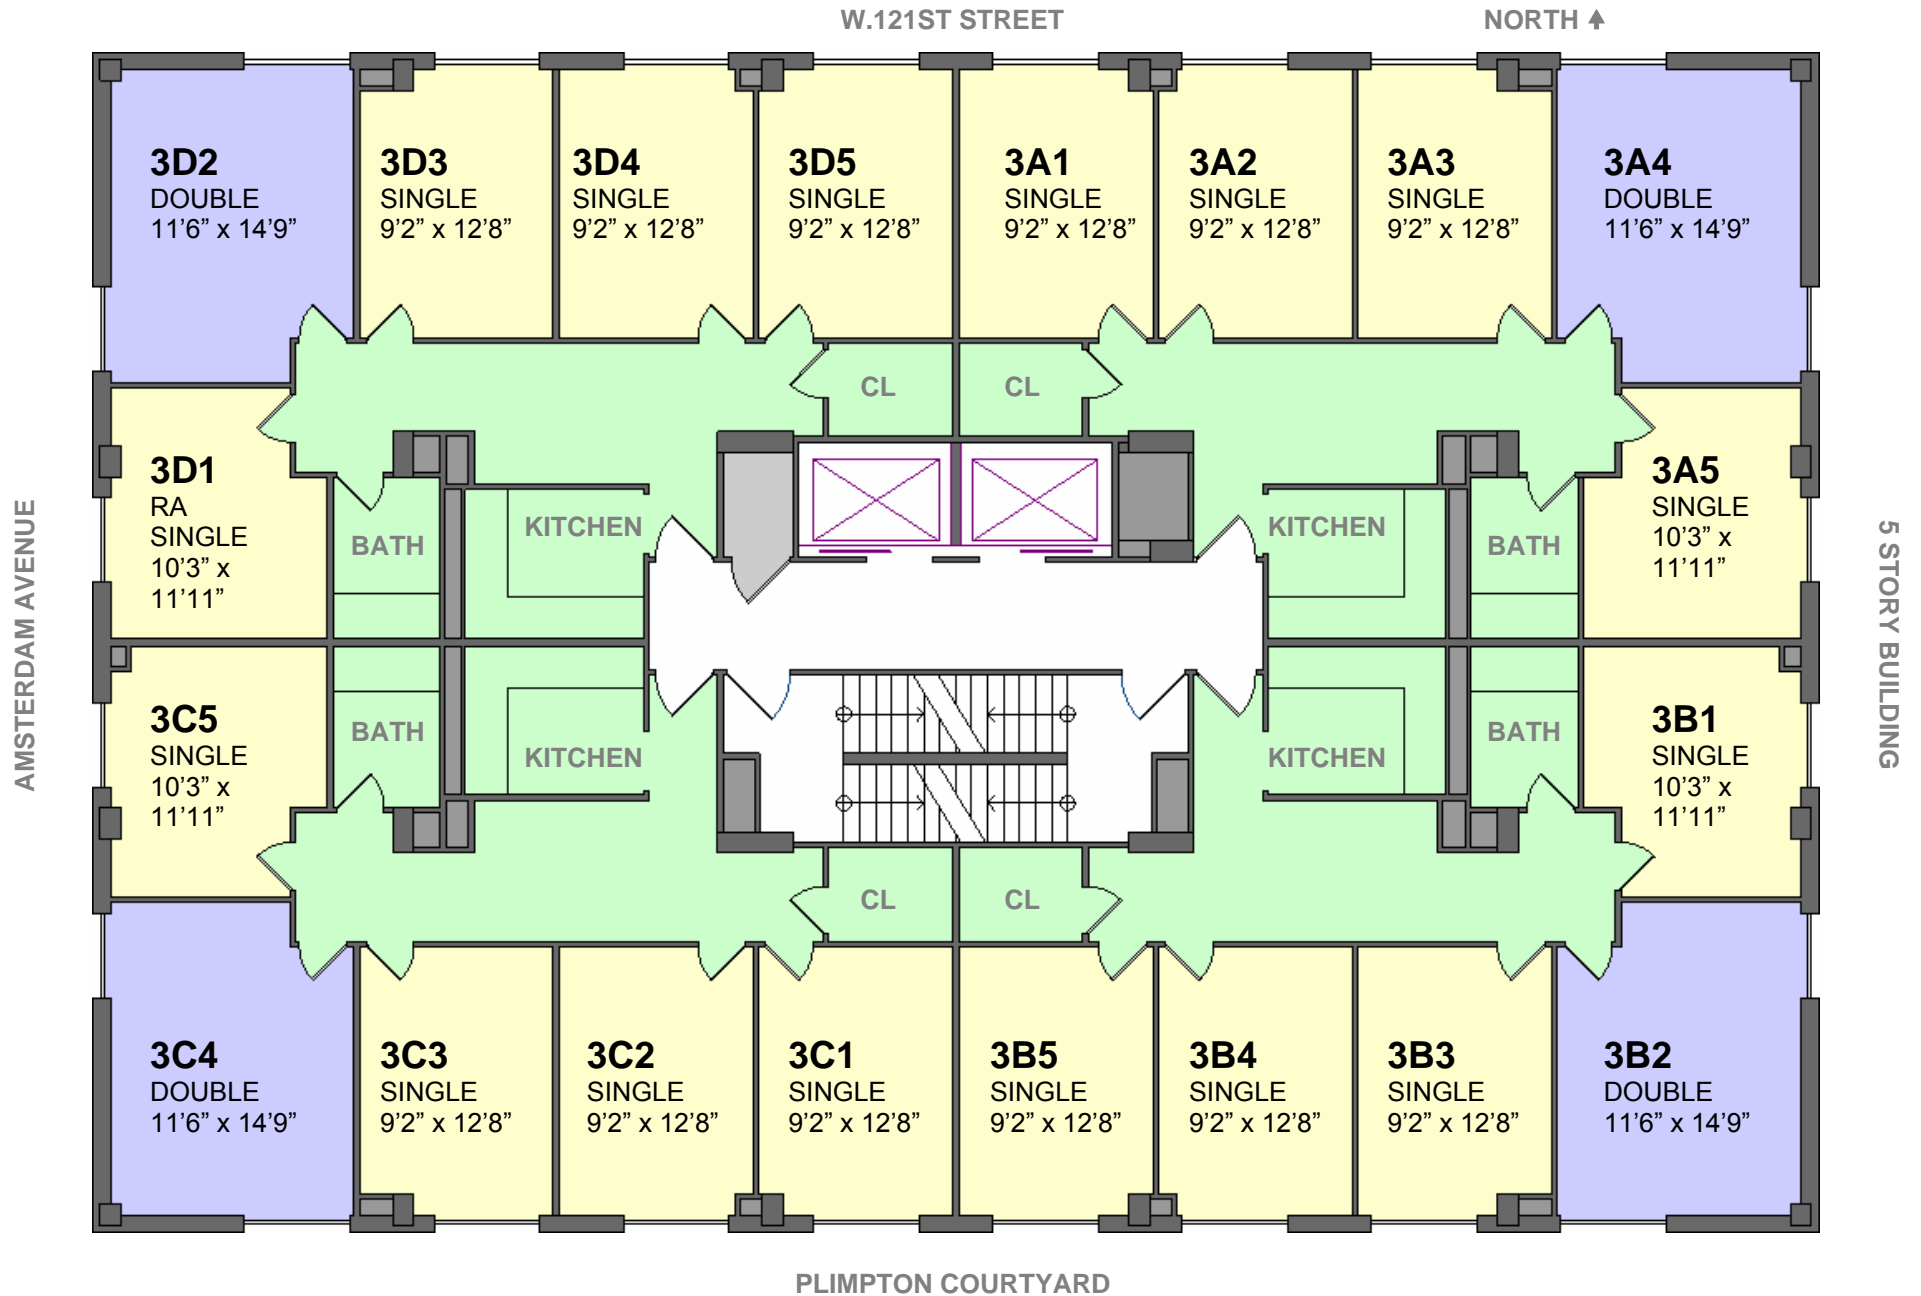 W.121ST STREET
NORTH
3D2
DOUBLE
11’6” x 14’9”
3D3
SINGLE
9’2” x 12’8”
3D4
SINGLE
9’2” x 12’8”
3D5
SINGLE
9’2” x 12’8”
3A1
SINGLE
9’2” x 12’8”
3A2
SINGLE
9’2” x 12’8”
3A3
SINGLE
9’2” x 12’8”
3A4
DOUBLE
11’6” x 14’9”
CL
CL
3D1
RA
SINGLE
10’3” x
11’11”
BATH
KITCHEN
KITCHEN
BATH
3A5
SINGLE
10’3” x
11’11”
AMSTERDAM AVENUE
5 STORY BUILDING
3C5
SINGLE
10’3” x
11’11”
BATH
KITCHEN
KITCHEN
BATH
3B1
SINGLE
10’3” x
11’11”
CL
CL
3C4
DOUBLE
11’6” x 14’9”
3C3
SINGLE
9’2” x 12’8”
3C2
SINGLE
9’2” x 12’8”
3C1
SINGLE
9’2” x 12’8”
3B5
SINGLE
9’2” x 12’8”
3B4
SINGLE
9’2” x 12’8”
3B3
SINGLE
9’2” x 12’8”
3B2
DOUBLE
11’6” x 14’9”
PLIMPTON COURTYARD